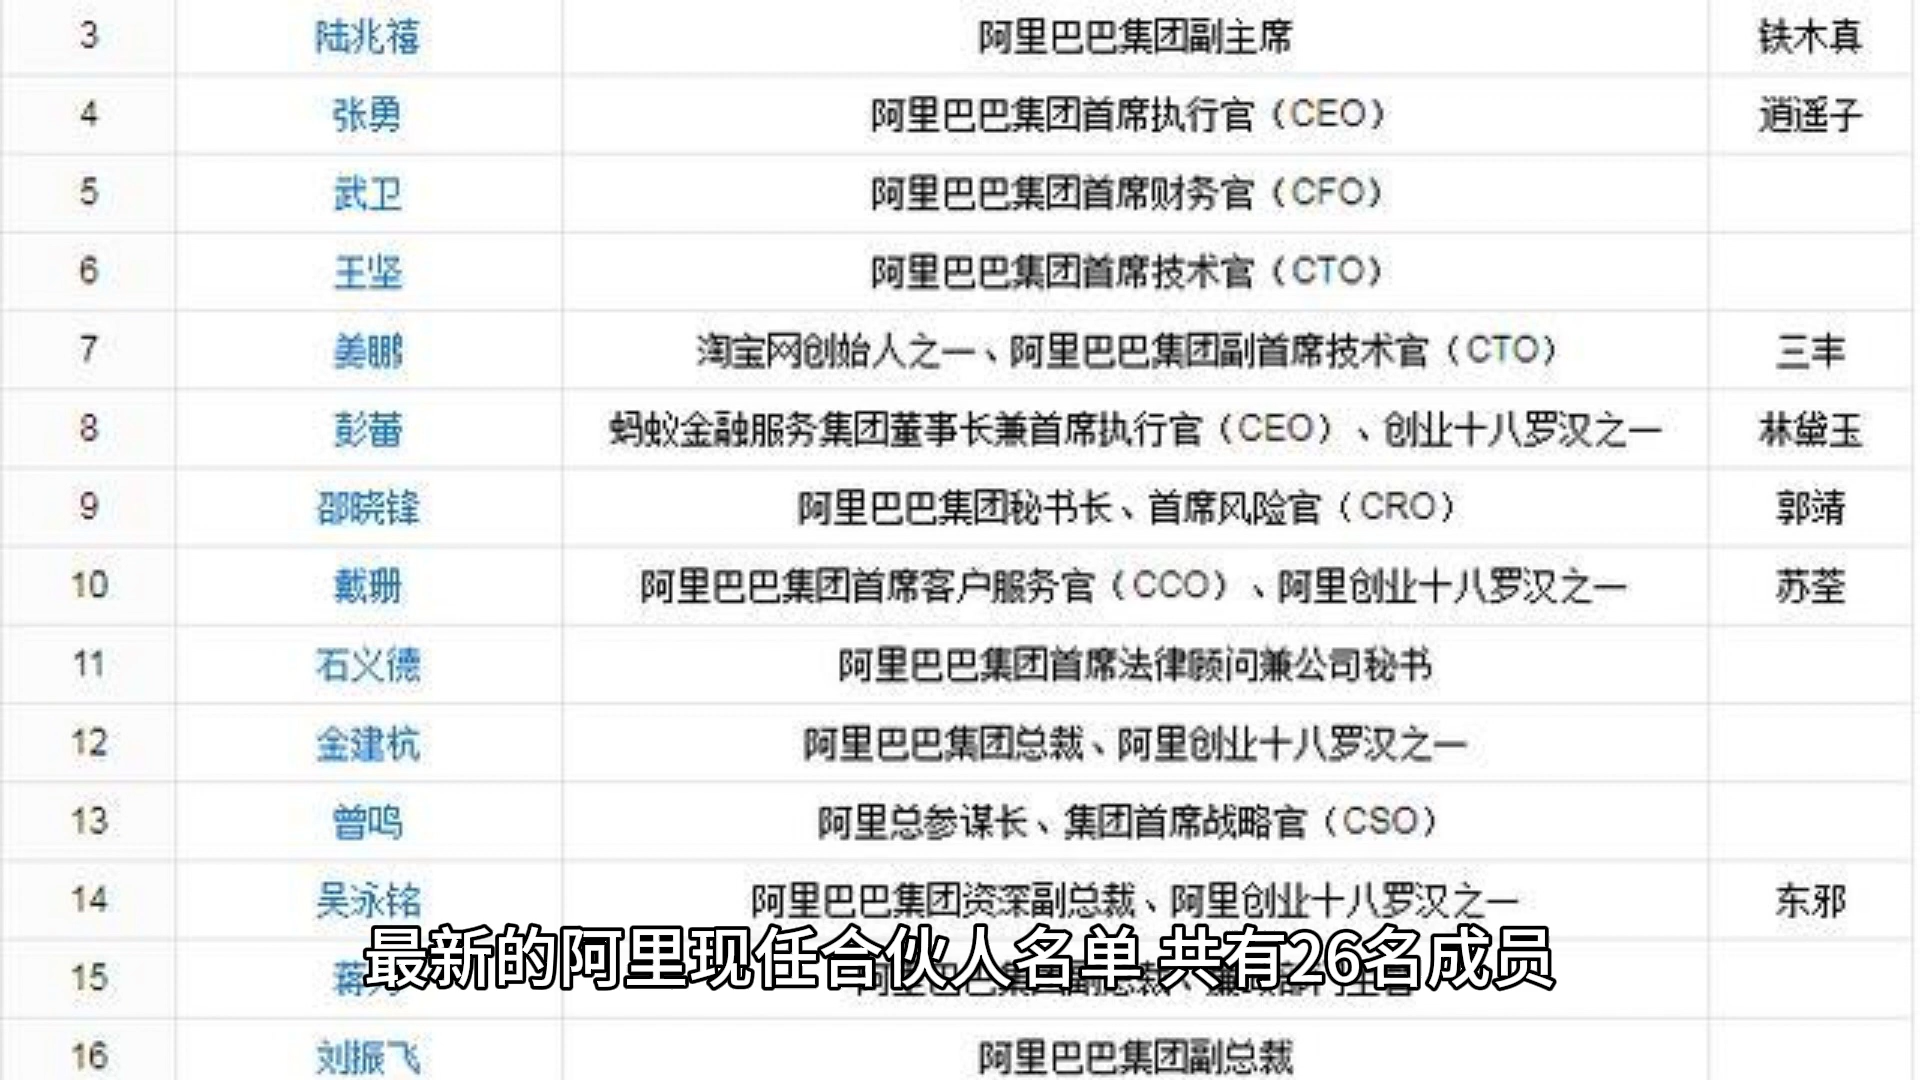 3 陆兆禧 阿里巴巴集团副主席 铁木真
4 张勇 阿里巴巴集团首席执行官（CEO） 逍遥子
5 武卫 阿里巴巴集团首席财务官（CFO）
6 王坚 阿里巴巴集团首席技术官（CTO）
7 姜鹏 淘宝网创始人之一、阿里巴巴集团副首席技术官（CTO） 三丰
8 彭蕾 蚂蚁金融服务集团董事长兼首席执行官（CEO）、创业十八罗汉之一 林黛玉
9 邵晓锋 阿里巴巴集团秘书长、首席风险官（CRO） 郭靖
10 戴珊 阿里巴巴集团首席客户服务官（CCO）、阿里创业十八罗汉之一 苏荃
11 石义德 阿里巴巴集团首席法律顾问兼公司秘书
12 金建杭 阿里巴巴集团总裁、阿里创业十八罗汉之一
13 曾鸣 阿里总参谋长、集团首席战略官（CSO）
14 吴泳铭 阿里巴巴集团资深副总裁、阿里创业十八罗汉之一 东邪
最新的阿里现任合伙人名单 共有26名成员
15 蒋
16 刘振飞 阿里巴巴集团副总裁